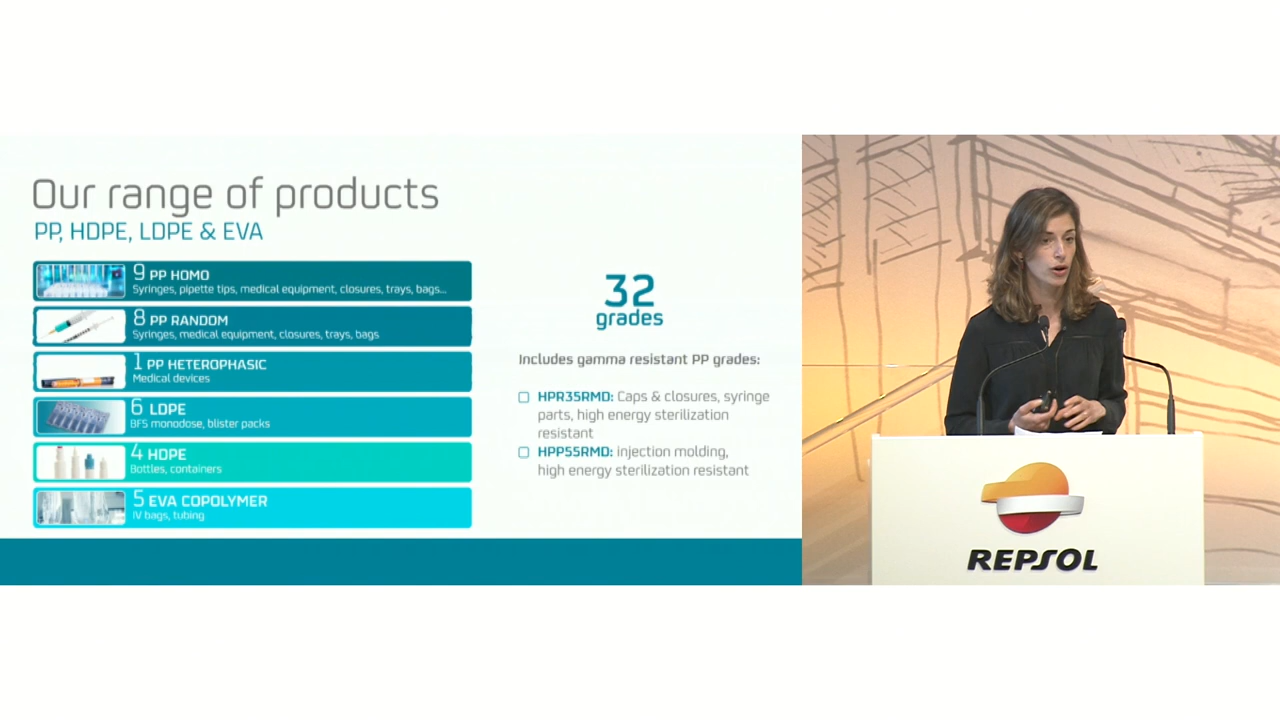 Our range of products
PP, HDPE, LDPE & EVA
9 PP HOMO
Syringes, pipette tips, medical equipment, closures, trays, bags...
8 PP RANDOM
Syringes, medical equipment, closures, trays, bags
1 PP HETEROPHASIC
Medical devices
6 LDPE
BFS monodose, blister packs
4 HDPE
Bottles, containers
5 EVA COPOLYMER
IV bags, tubing
32
grades
Includes gamma resistant PP grades:
HPR35RMD: Caps & closures, syringe
parts, high energy sterilization
resistant
HPP55RMD: injection molding,
high energy sterilization resistant
REPSOL